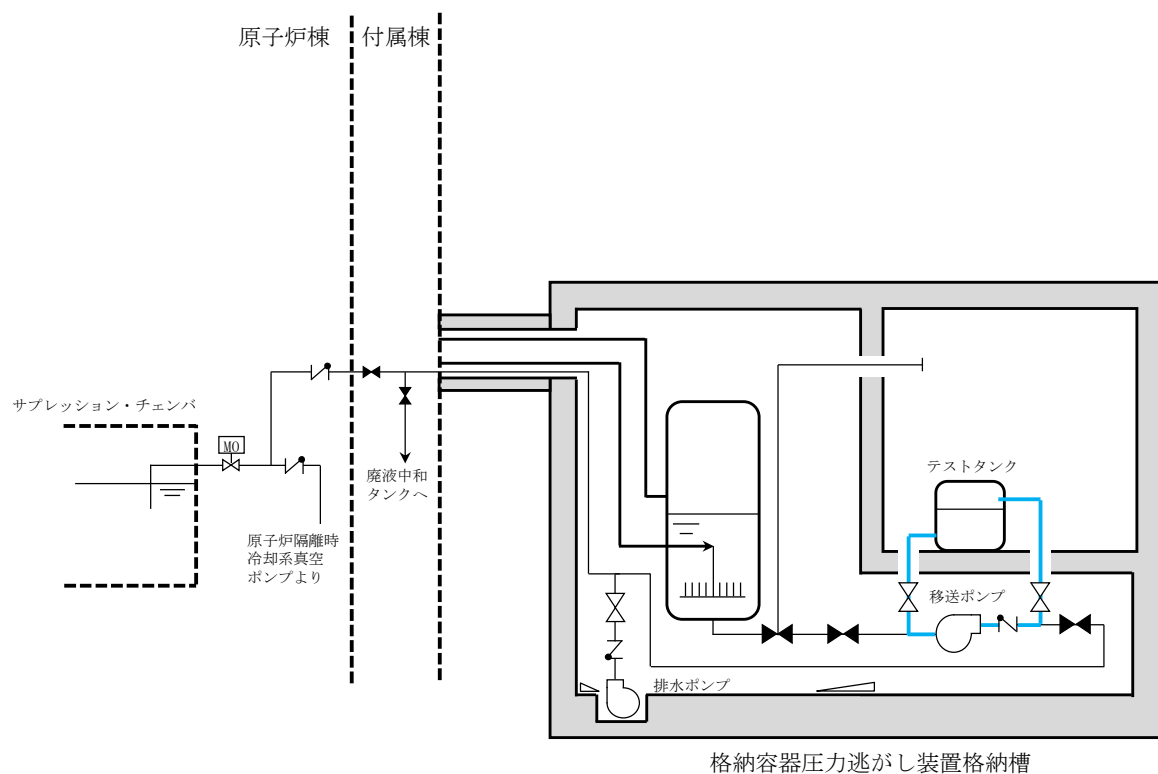 原子炉棟
付属棟
サプレッション・チェンバ
MO
廃液中和
タンクへ
原子炉隔離時
冷却系真空
ポンプより
テストタンク
移送ポンプ
排水ポンプ
格納容器圧力逃がし装置格納槽